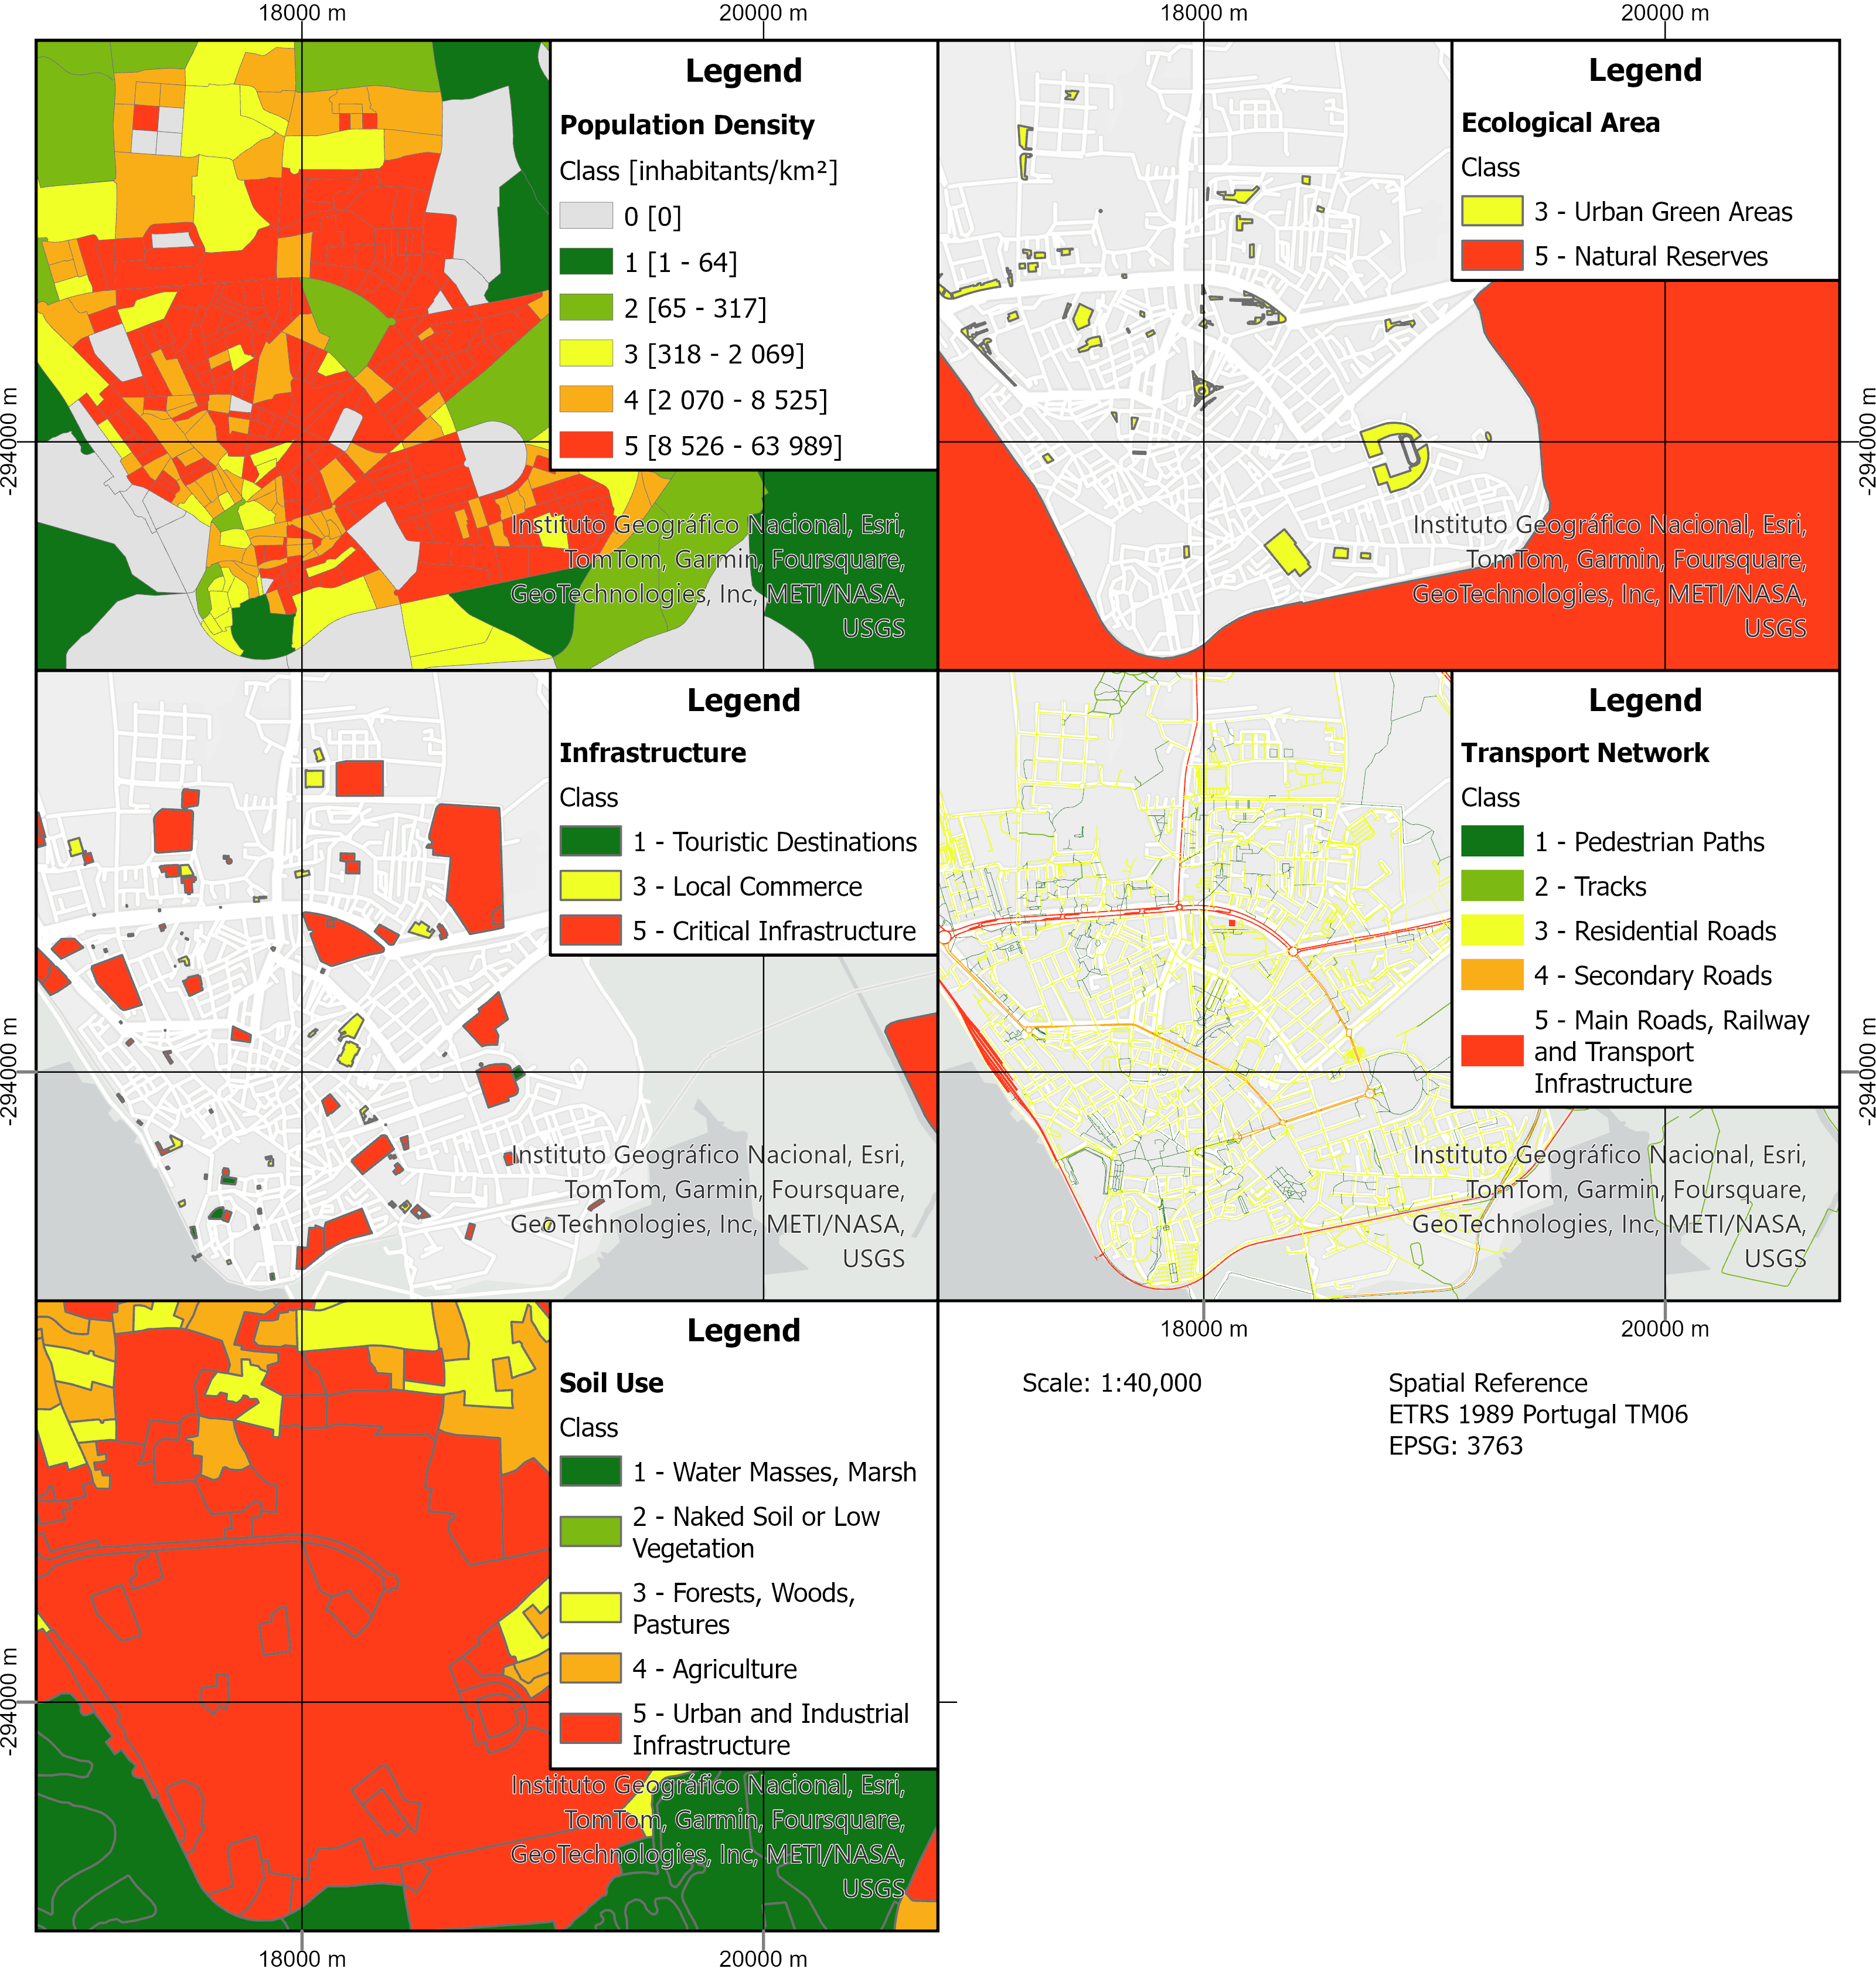 18000 m
20000 m
18000 m
20000 m
-294000 m
Legend
Population Density
Class [inhabitants/km²]
0 [0]
1 [1 - 64]
2 [65 - 317]
3 [318 - 2 069]
4 [2 070 - 8 525]
5 [8 526 - 63 989]
Instituto Geográfico Nacional, Esri,
TomTom, Garmin, Foursquare,
GeoTechnologies, Inc, METI/NASA,
USGS
Legend
Ecological Area
Class
3 - Urban Green Areas
5 - Natural Reserves
-294000 m
Instituto Geográfico Nacional, Esri,
TomTom, Garmin, Foursquare,
GeoTechnologies, Inc, METI/NASA,
USGS
-294000 m
Legend
Infrastructure
Class
1 - Touristic Destinations
3 - Local Commerce
5 - Critical Infrastructure
Instituto Geográfico Nacional, Esri,
TomTom, Garmin, Foursquare,
GeoTechnologies, Inc, METI/NASA,
USGS
Legend
Transport Network
Class
1 - Pedestrian Paths
2 - Tracks
3 - Residential Roads
4 - Secondary Roads
5 - Main Roads, Railway
and Transport
Infrastructure
-294000 m
Instituto Geográfico Nacional, Esri,
TomTom, Garmin, Foursquare,
GeoTechnologies, Inc, METI/NASA,
USGS
18000 m
20000 m
-294000 m
Legend
Soil Use
Class
1 - Water Masses, Marsh
2 - Naked Soil or Low
Vegetation
3 - Forests, Woods,
Pastures
4 - Agriculture
5 - Urban and Industrial
Infrastructure
Instituto Geográfico Nacional, Esri,
TomTom, Garmin, Foursquare,
GeoTechnologies, Inc, METI/NASA,
USGS
18000 m
20000 m
Scale: 1:40,000
Spatial Reference
ETRS 1989 Portugal TM06
EPSG: 3763